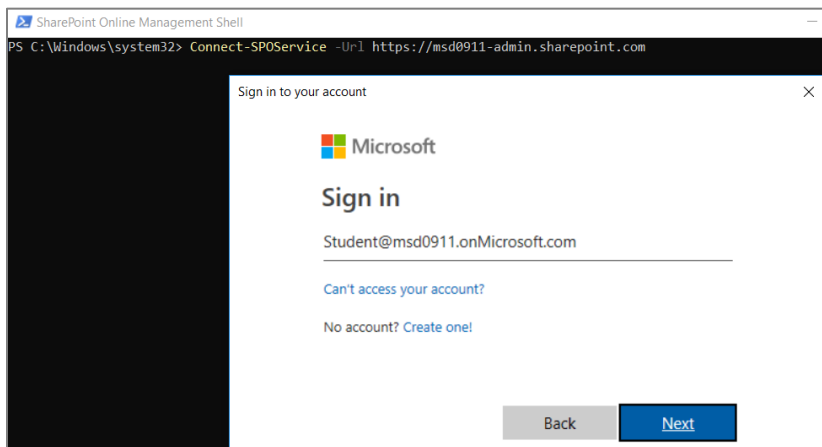 SharePoint Online Management Shell
PS C:\Windows\system32> Connect-SPOService -Url https://msd0911-admin.sharepoint.com
Sign in to your account
Microsoft
Sign in
Student@msd0911.onMicrosoft.com
Can't access your account?
No account? Create one!
Back Next